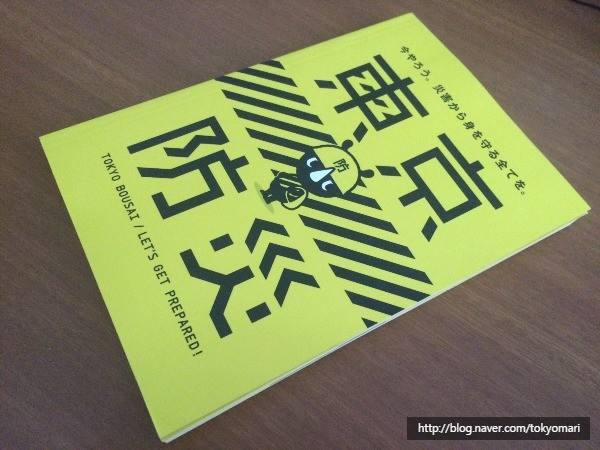 今やろう。災害から身を守る全てを。
東京
防災
防
TOKYO BOUSAI / LET'S GET PREPARED!
http://blog.naver.com/tokyomari